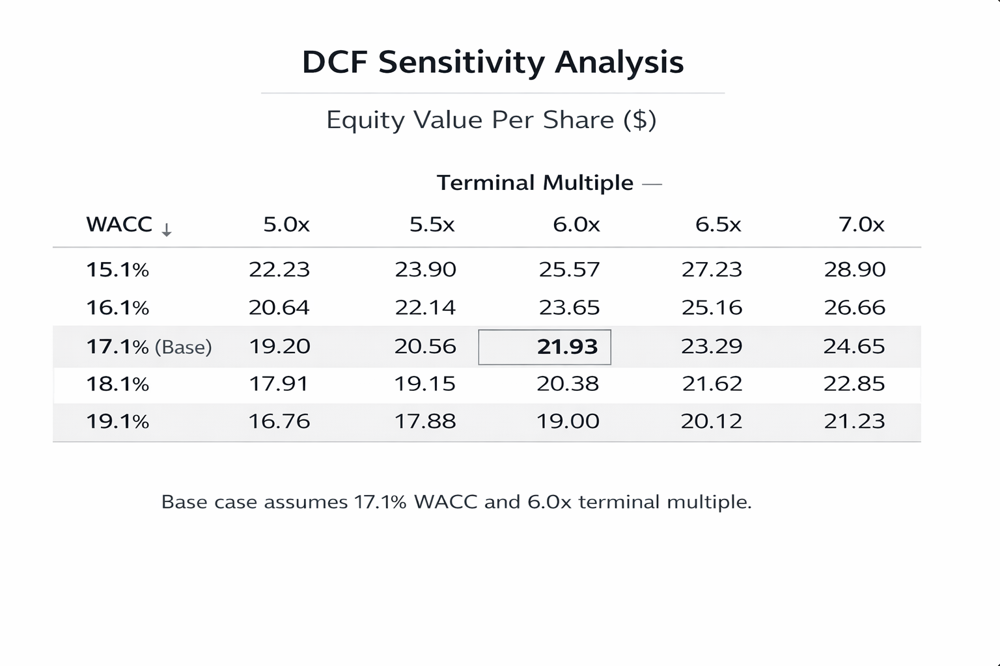 DCF Sensitivity Analysis
Equity Value Per Share ($)
Terminal Multiple —
WACC ↓ 5.0x 5.5x 6.0x 6.5x 7.0x
15.1% 22.23 23.90 25.57 27.23 28.90
16.1% 20.64 22.14 23.65 25.16 26.66
17.1% (Base) 19.20 20.56 21.93 23.29 24.65
18.1% 17.91 19.15 20.38 21.62 22.85
19.1% 16.76 17.88 19.00 20.12 21.23
Base case assumes 17.1% WACC and 6.0x terminal multiple.